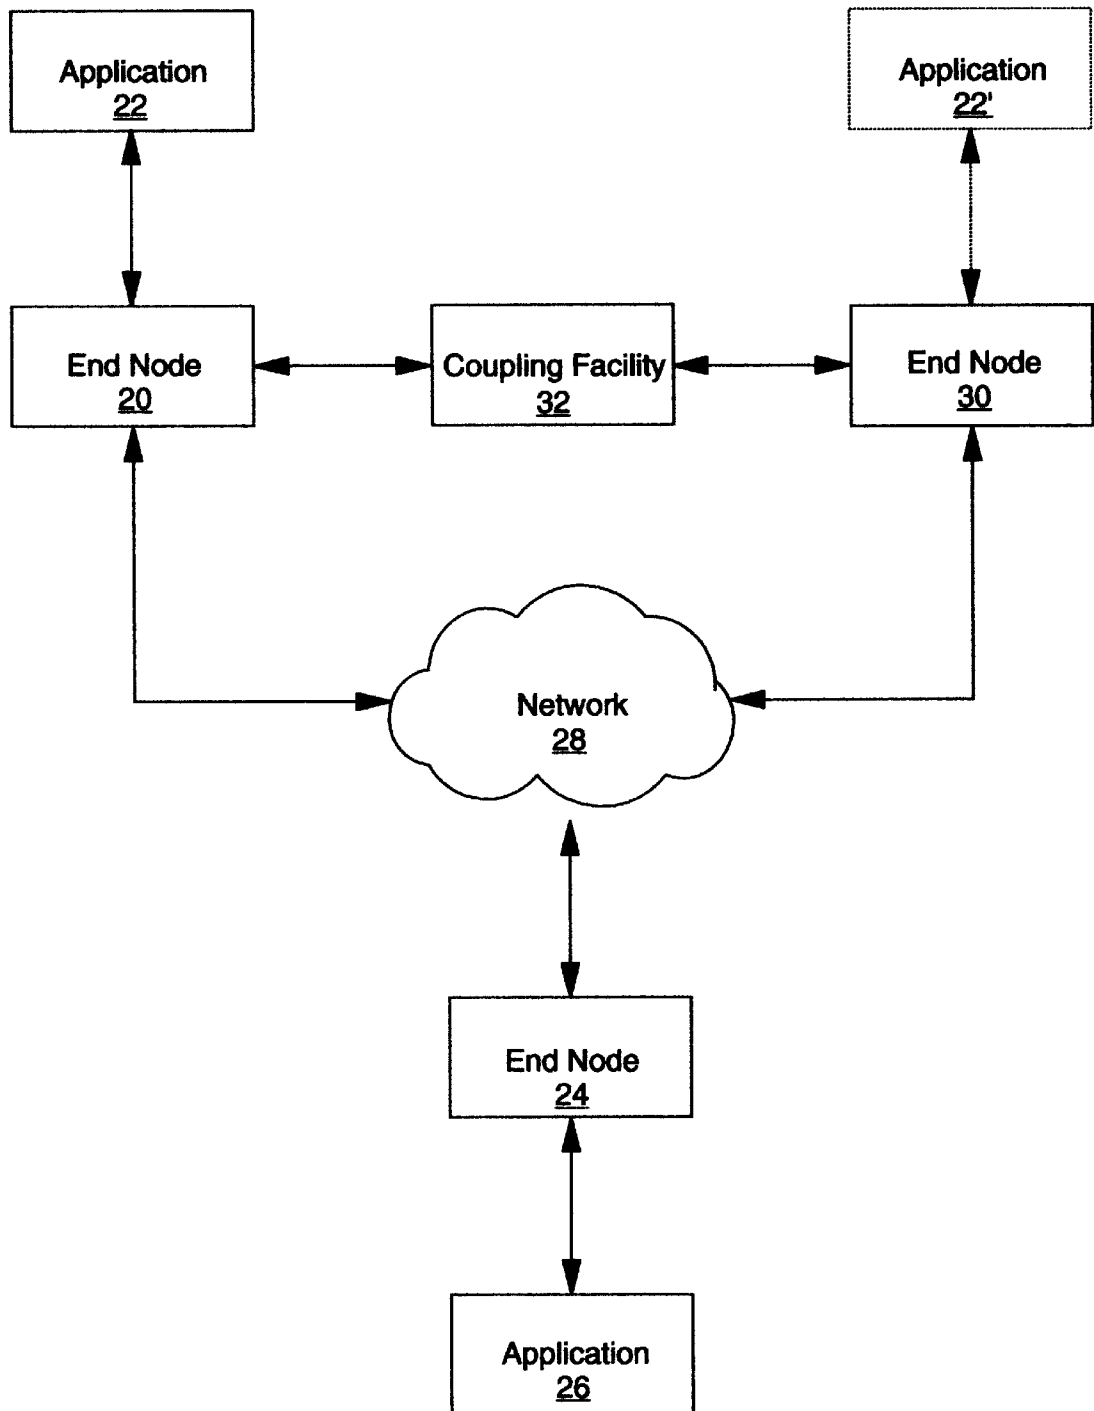 Application
22
Application
22'
End Node
20
Coupling Facility
32
End Node
30
Network
28
End Node
24
Application
26